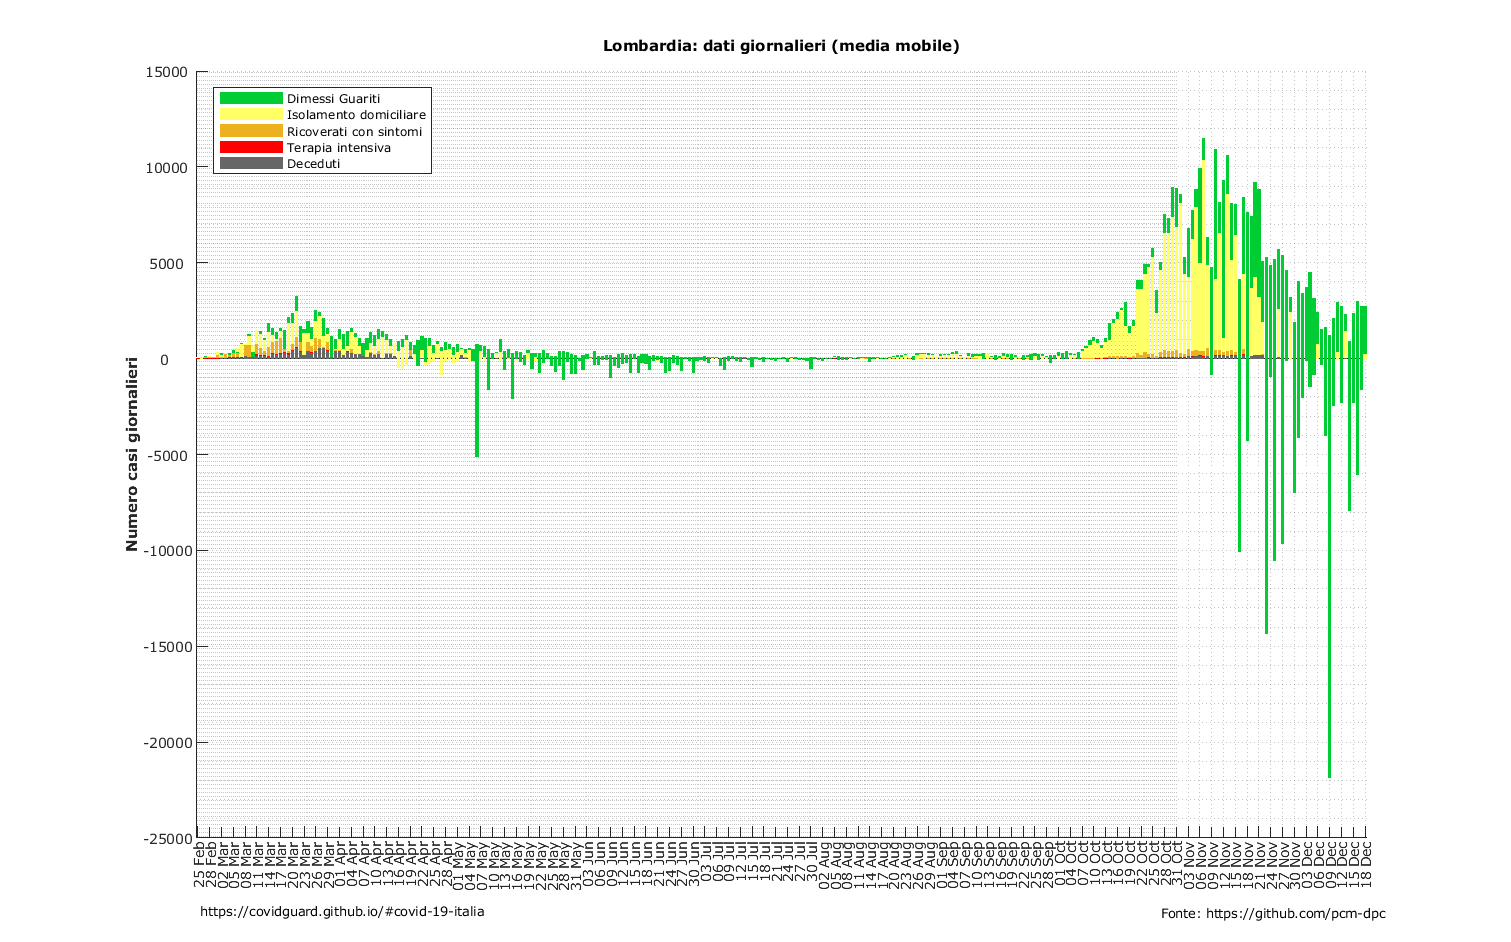 Lombardia: dati giornalieri (media mobile)
15000
10000
5000
0
-5000
-10000
-15000
-20000
-25000
Numero casi giornalieri
Dimessi Guariti
Isolamento domiciliare
Ricoverati con sintomi
Terapia intensiva
Deceduti
25 Feb
28 Feb
02 Mar
05 Mar
08 Mar
11 Mar
14 Mar
17 Mar
20 Mar
23 Mar
26 Mar
29 Mar
01 Apr
04 Apr
07 Apr
10 Apr
13 Apr
16 Apr
19 Apr
22 Apr
25 Apr
28 Apr
01 May
04 May
07 May
10 May
13 May
16 May
19 May
22 May
25 May
28 May
31 May
03 Jun
06 Jun
09 Jun
12 Jun
15 Jun
18 Jun
21 Jun
24 Jun
27 Jun
30 Jun
03 Jul
06 Jul
09 Jul
12 Jul
15 Jul
18 Jul
21 Jul
24 Jul
27 Jul
30 Jul
02 Aug
05 Aug
08 Aug
11 Aug
14 Aug
17 Aug
20 Aug
23 Aug
26 Aug
29 Aug
01 Sep
04 Sep
07 Sep
10 Sep
13 Sep
16 Sep
19 Sep
22 Sep
25 Sep
28 Sep
01 Oct
04 Oct
07 Oct
10 Oct
13 Oct
16 Oct
19 Oct
22 Oct
25 Oct
28 Oct
31 Oct
03 Nov
06 Nov
09 Nov
12 Nov
15 Nov
18 Nov
21 Nov
24 Nov
27 Nov
30 Nov
03 Dec
06 Dec
09 Dec
12 Dec
15 Dec
18 Dec
https://covidguard.github.io/#covid-19-italia
Fonte: https://github.com/pcm-dpc